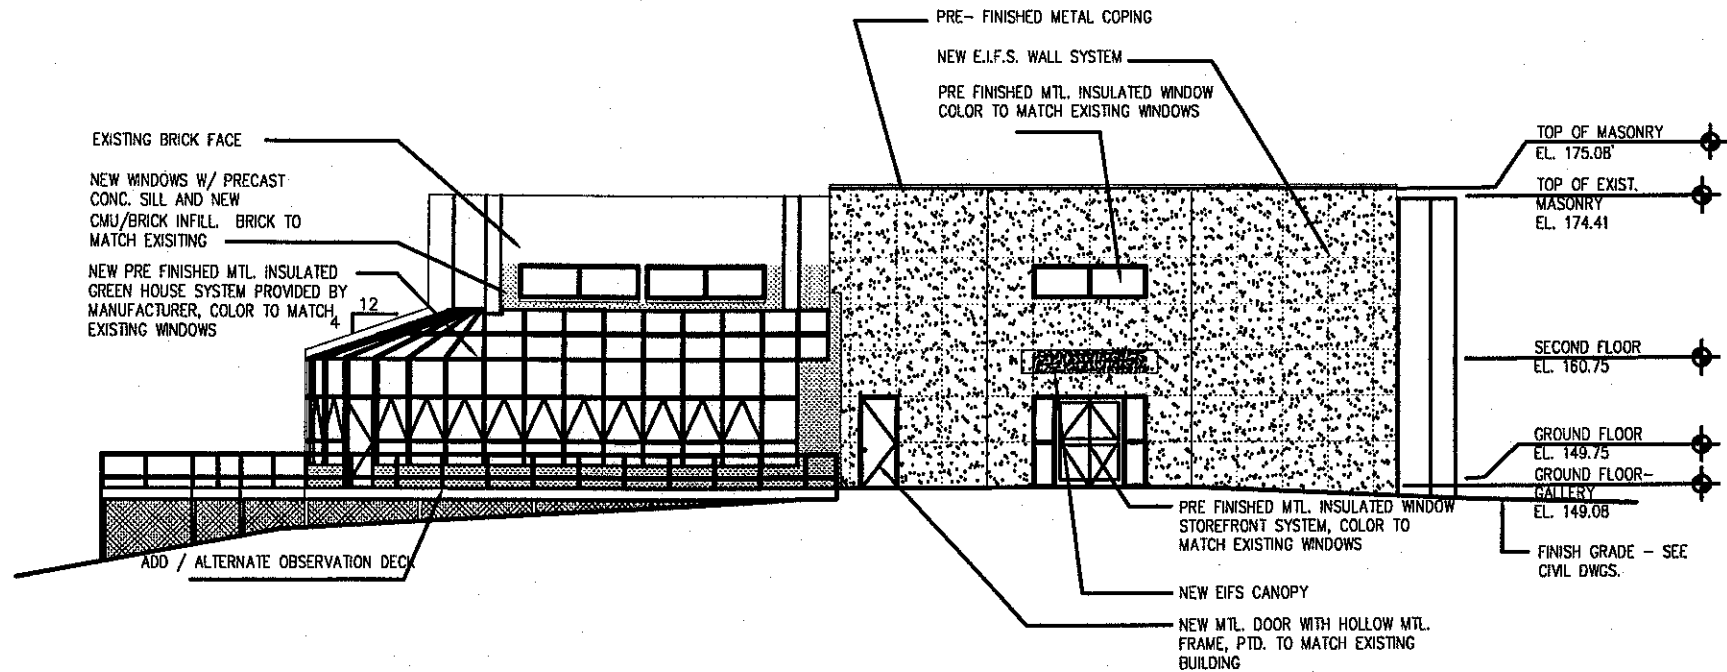 PRE- FINISHED METAL COPING
NEW E.I.F.S. WALL SYSTEM
PRE FINISHED MTL. INSULATED WINDOW
COLOR TO MATCH EXISTING WINDOWS
EXISTING BRICK FACE
NEW WINDOWS W/ PRECAST
CONC. SILL AND NEW
CMU/BRICK INFILL. BRICK TO
MATCH EXISITING
NEW PRE FINISHED MTL. INSULATED
GREEN HOUSE SYSTEM PROVIDED BY
MANUFACTURER, COLOR TO MATCH
EXISTING WINDOWS
12
4
TOP OF MASONRY
EL. 175.08'
TOP OF EXIST.
MASONRY
EL. 174.41
SECOND FLOOR
EL. 160.75
GROUND FLOOR
EL. 149.75
GROUND FLOOR-
GALLERY
EL. 149.08
FINISH GRADE - SEE
CIVIL DWGS.
PRE FINISHED MTL. INSULATED WINDOW
STOREFRONT SYSTEM, COLOR TO
MATCH EXISTING WINDOWS
ADD / ALTERNATE OBSERVATION DECK
NEW EIFS CANOPY
NEW MTL. DOOR WITH HOLLOW MTL.
FRAME, PTD. TO MATCH EXISTING
BUILDING